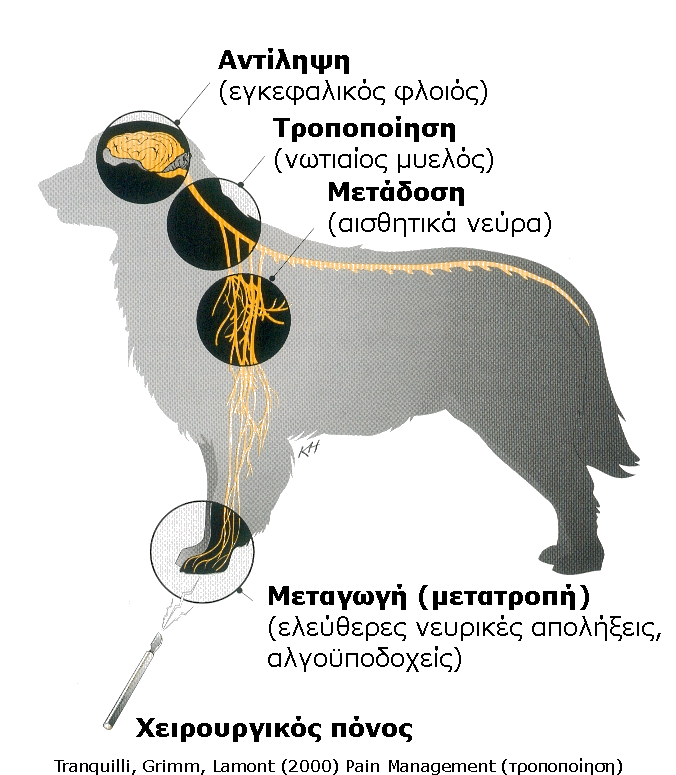 Αντίληψη
(εγκεφαλικός φλοιός)
Τροποποίηση
(νωτιαίος μυελός)
Μετάδοση
(αισθητικά νεύρα)
KH
Μεταγωγή (μετατροπή)
(ελεύθερες νευρικές απολήξεις,
αλγοϋποδοχείς)
Χειρουργικός πόνος
Tranquilli, Grimm, Lamont (2000) Pain Management (τροποποίηση)